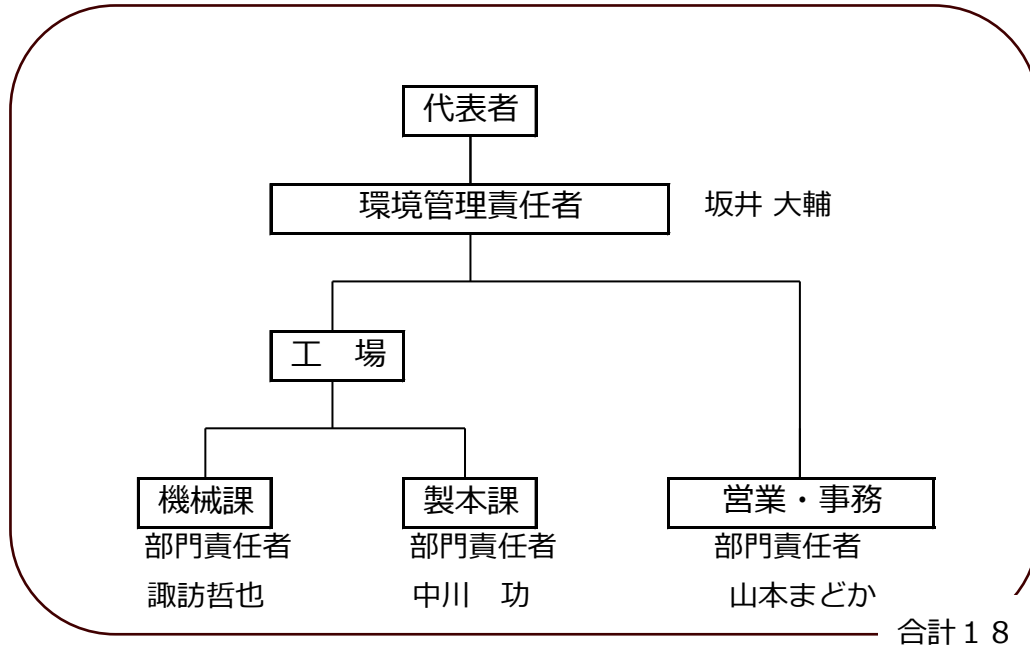 代表者
環境管理責任者 坂井 大輔
工　場
機械課 製本課 営業・事務
部門責任者 部門責任者 部門責任者
諏訪哲也 中川　功 山本まどか
合計１８